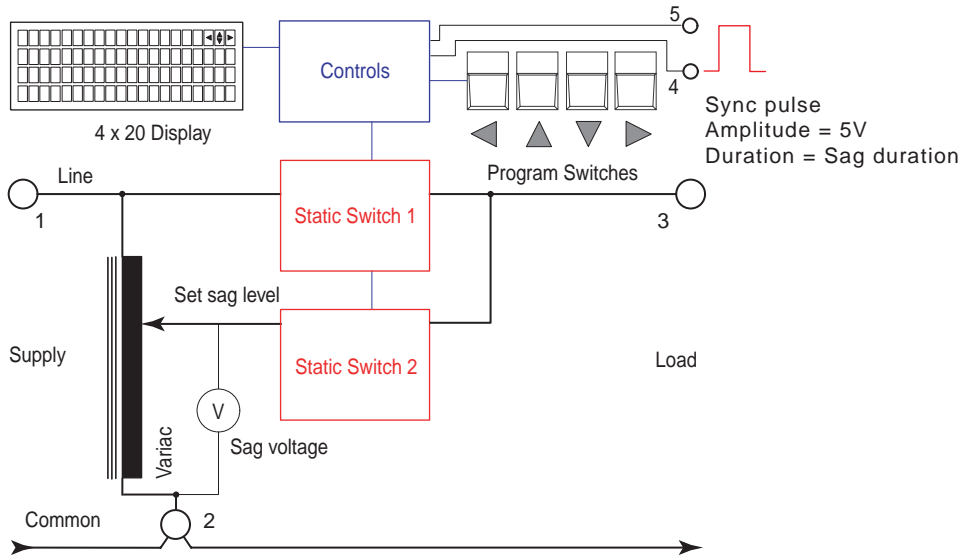 5
Controls
4
4 x 20 Display
Sync pulse
Amplitude = 5V
Duration = Sag duration
Program Switches
Line
1
Static Switch 1
3
Set sag level
Supply
Static Switch 2
Load
V
Variac
Sag voltage
Common
2